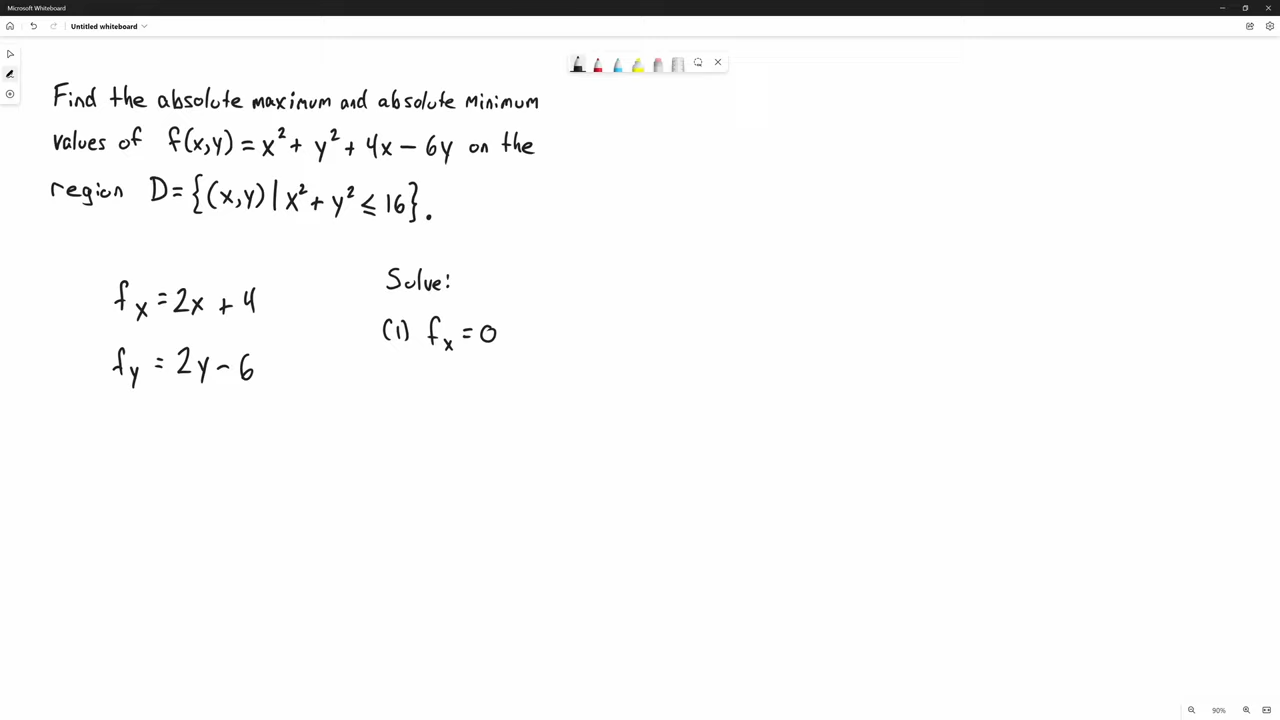 Microsoft Whiteboard
Untitled whiteboard
Find the absolute maximum and absolute minimum
values of f(x,y) = x² + y² + 4x − 6y on the
region D = {(x,y) | x² + y² ≤ 16}.
Solve:
fₓ = 2x + 4
(1) fₓ = 0
f_y = 2y − 6
90%